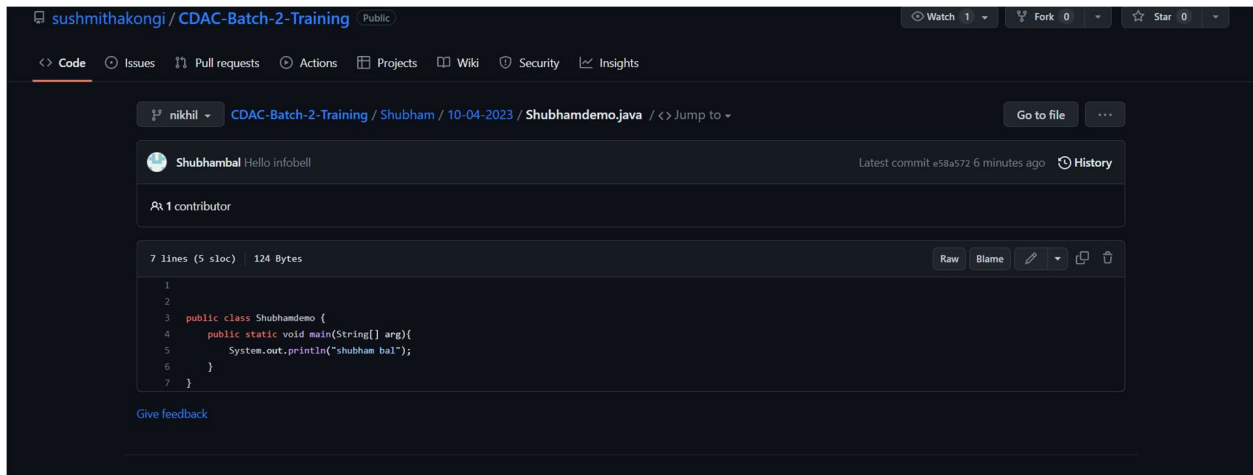 sushmithakongi / CDAC-Batch-2-Training Public Watch 1 Fork 0 Star 0
Code Issues Pull requests Actions Projects Wiki Security Insights
nikhil CDAC-Batch-2-Training / Shubham / 10-04-2023 / Shubhamdemo.java / <> Jump to Go to file ...
Shubhambal Hello infobell Latest commit e58a572 6 minutes ago History
1 contributor
7 lines (5 sloc) 124 Bytes Raw Blame
1
2
3 public class Shubhamdemo {
4 public static void main(String[] arg){
5 System.out.println("shubham bal");
6 }
7 }
Give feedback